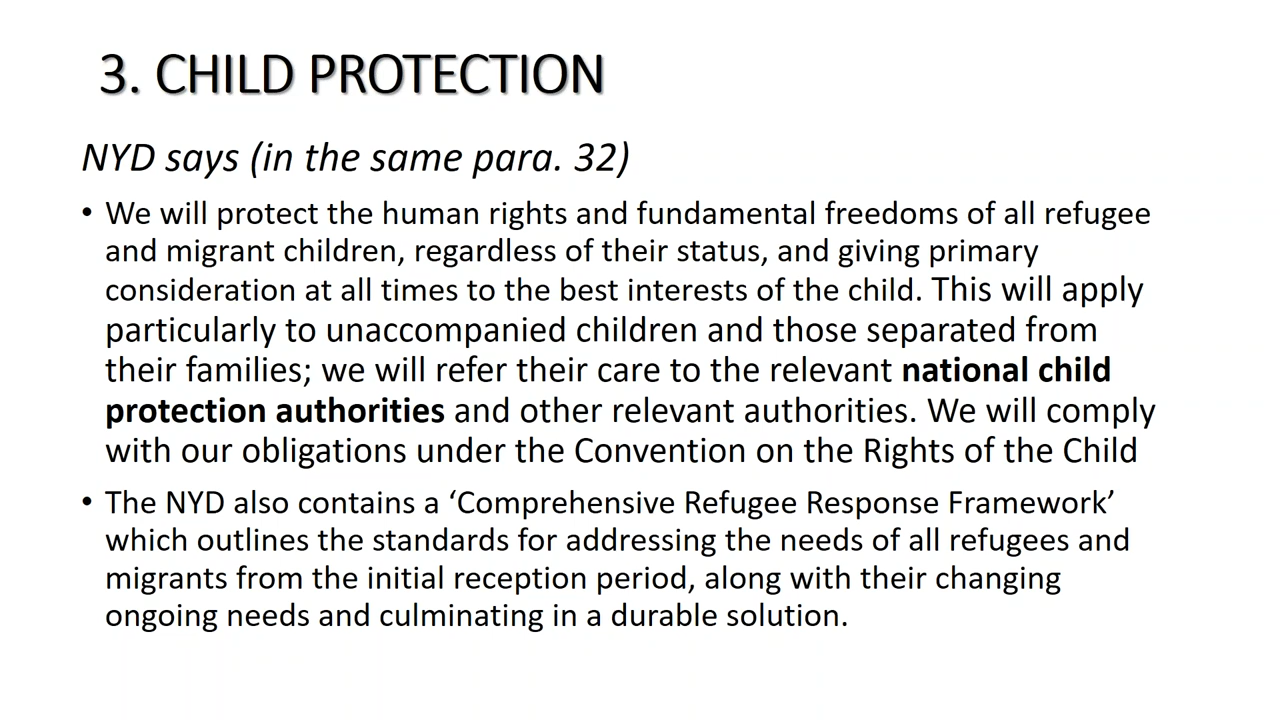 3. CHILD PROTECTION
NYD says (in the same para. 32)
• We will protect the human rights and fundamental freedoms of all refugee
and migrant children, regardless of their status, and giving primary
consideration at all times to the best interests of the child. This will apply
particularly to unaccompanied children and those separated from
their families; we will refer their care to the relevant national child
protection authorities and other relevant authorities. We will comply
with our obligations under the Convention on the Rights of the Child
• The NYD also contains a ‘Comprehensive Refugee Response Framework’
which outlines the standards for addressing the needs of all refugees and
migrants from the initial reception period, along with their changing
ongoing needs and culminating in a durable solution.